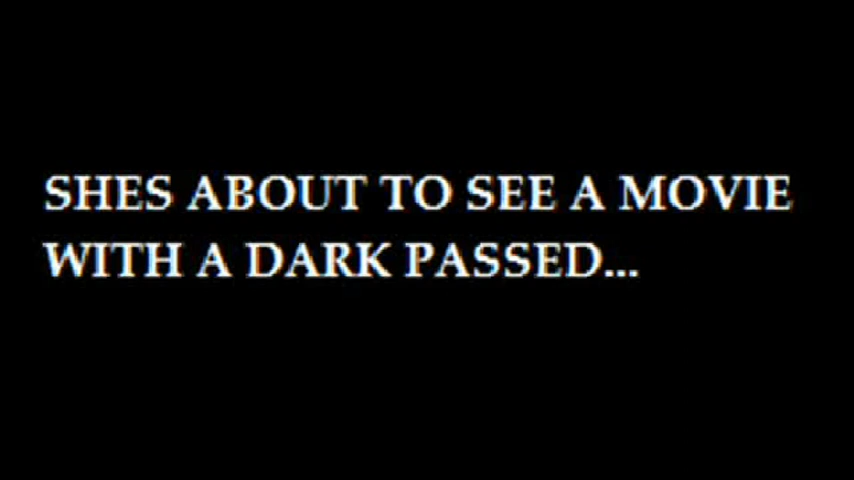 SHES ABOUT TO SEE A MOVIE
WITH A DARK PASSED...